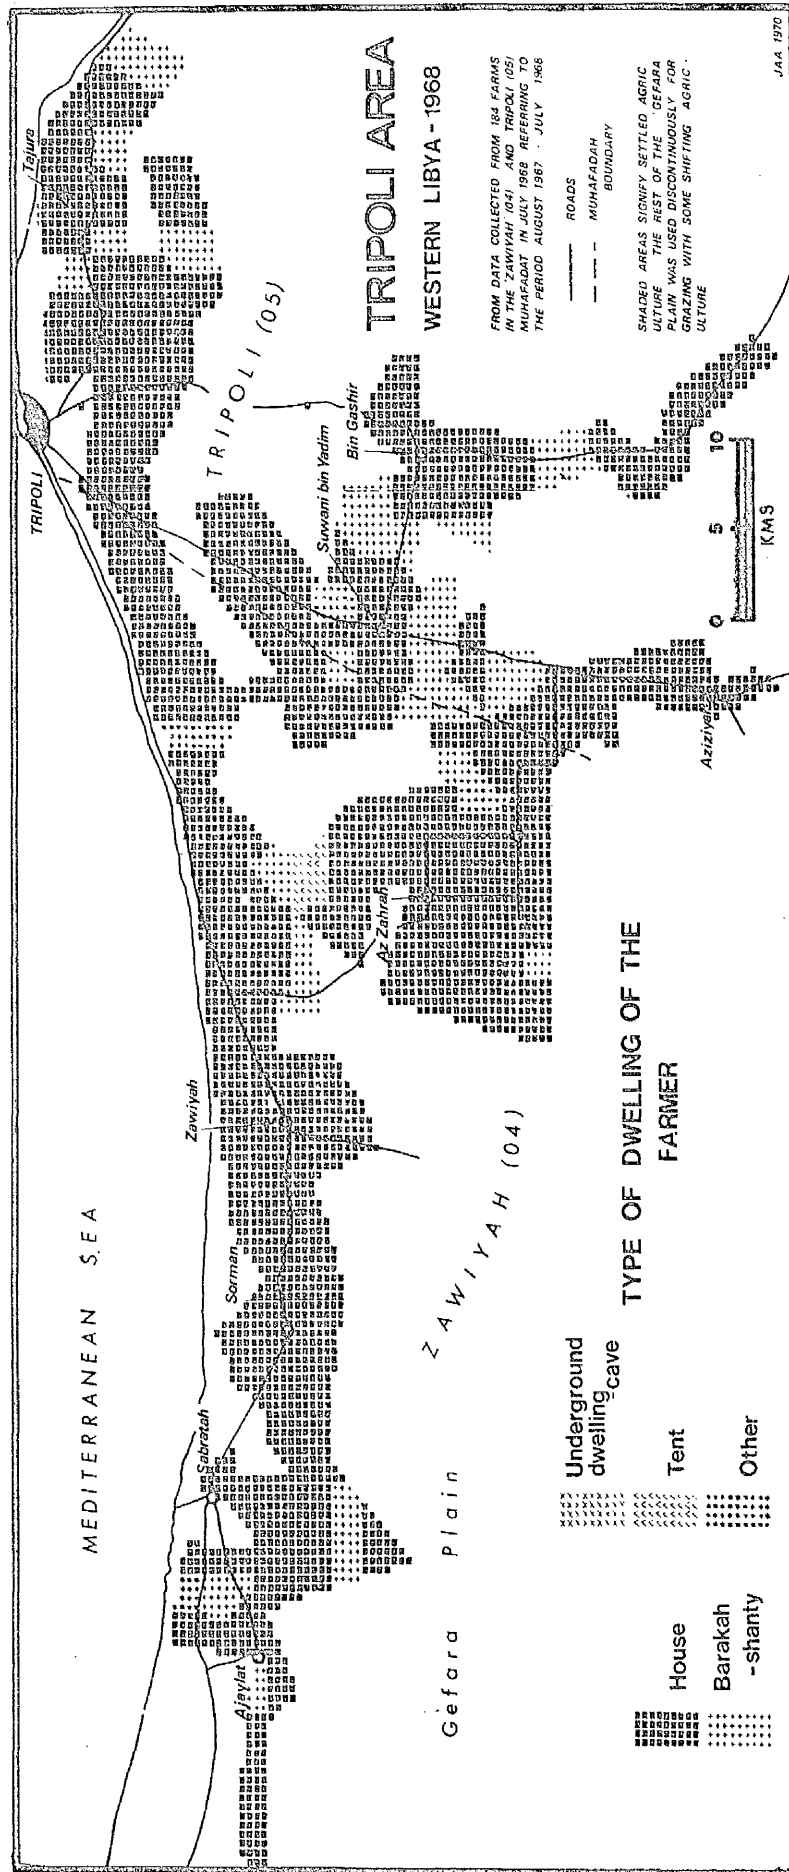 MEDITERRANEAN SEA
Tajura
TRIPOLI
TRIPOLI (05)
Bin Gashir
Suwani bin Yadim
Aziziyah
Az Zahrah
Zawiyah
Sorman
Sabratah
Ajaylat
ZAWIYAH (04)
Gefara Plain
TRIPOLI AREA
WESTERN LIBYA - 1968
FROM DATA COLLECTED FROM 184 FARMS
IN THE ZAWIYAH (04) AND TRIPOLI (05)
MUHAFADAT IN JULY 1968 REFERRING TO
THE PERIOD AUGUST 1967 - JULY 1968
ROADS
MUHAFADAH
BOUNDARY
SHADED AREAS SIGNIFY SETTLED AGRIC
ULTURE THE REST OF THE GEFARA
PLAIN WAS USED DISCONTINUOUSLY FOR
GRAZING WITH SOME SHIFTING AGRIC -
ULTURE
0 5 10
KMS
JAA 1970
TYPE OF DWELLING OF THE
FARMER
House
Barakah
-shanty
Underground
dwelling-cave
Tent
Other